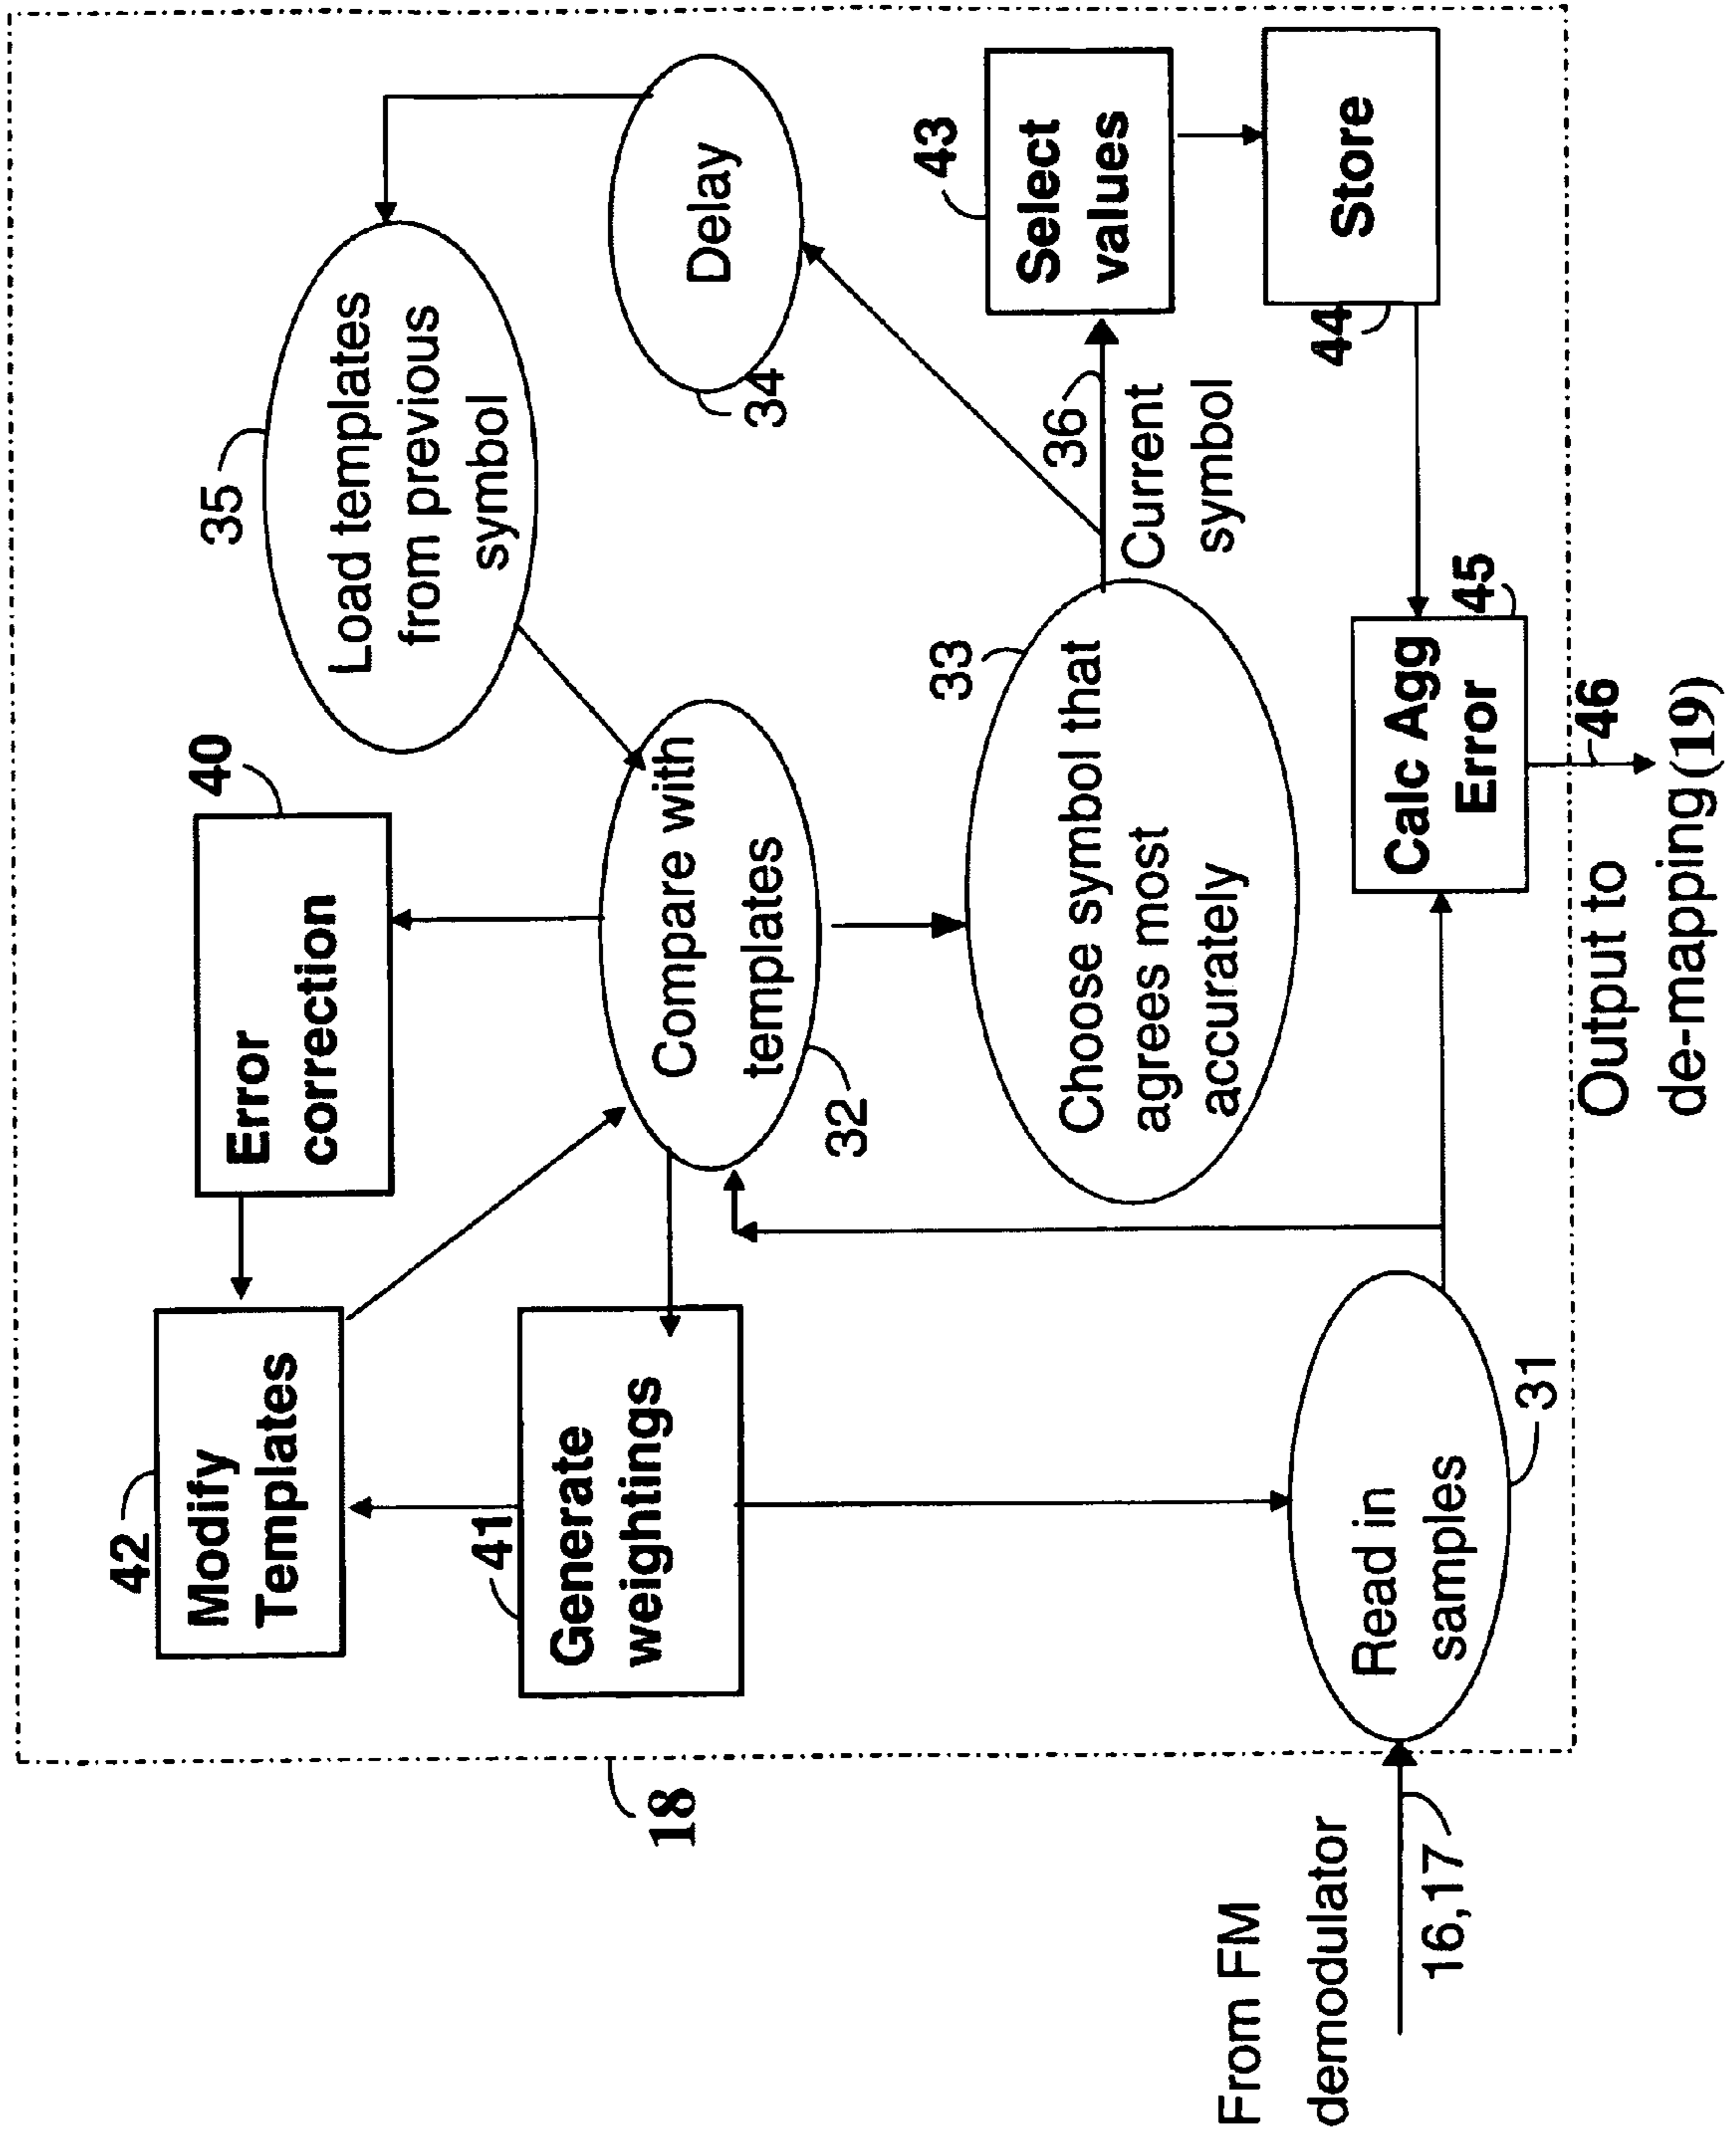 42
Modify
Templates
40
Error
correction
35
Load templates
from previous
symbol
41
Generate
weightings
Compare with
templates
32
Delay
34
33
Choose symbol that
agrees most
accurately
36
Current
symbol
43
Select
values
18
From FM
demodulator
16,17
Read in
samples
31
Calc Agg
Error
45
44
Store
46
Output to
de-mapping (19)